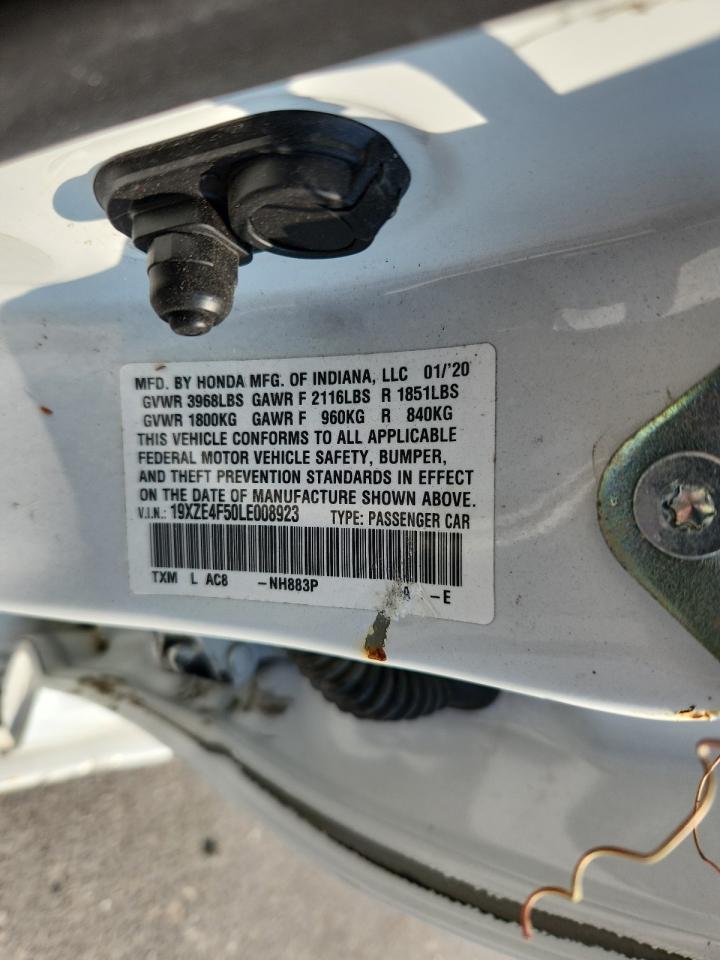 MFD. BY HONDA MFG. OF INDIANA, LLC 01/'20
GVWR 3968LBS GAWR F 2116LBS R 1851LBS
GVWR 1800KG GAWR F 960KG R 840KG
THIS VEHICLE CONFORMS TO ALL APPLICABLE
FEDERAL MOTOR VEHICLE SAFETY, BUMPER,
AND THEFT PREVENTION STANDARDS IN EFFECT
ON THE DATE OF MANUFACTURE SHOWN ABOVE.
V.I.N.: 19XZE4F50LE008923 TYPE: PASSENGER CAR
TXM L AC8 -NH883P A -E